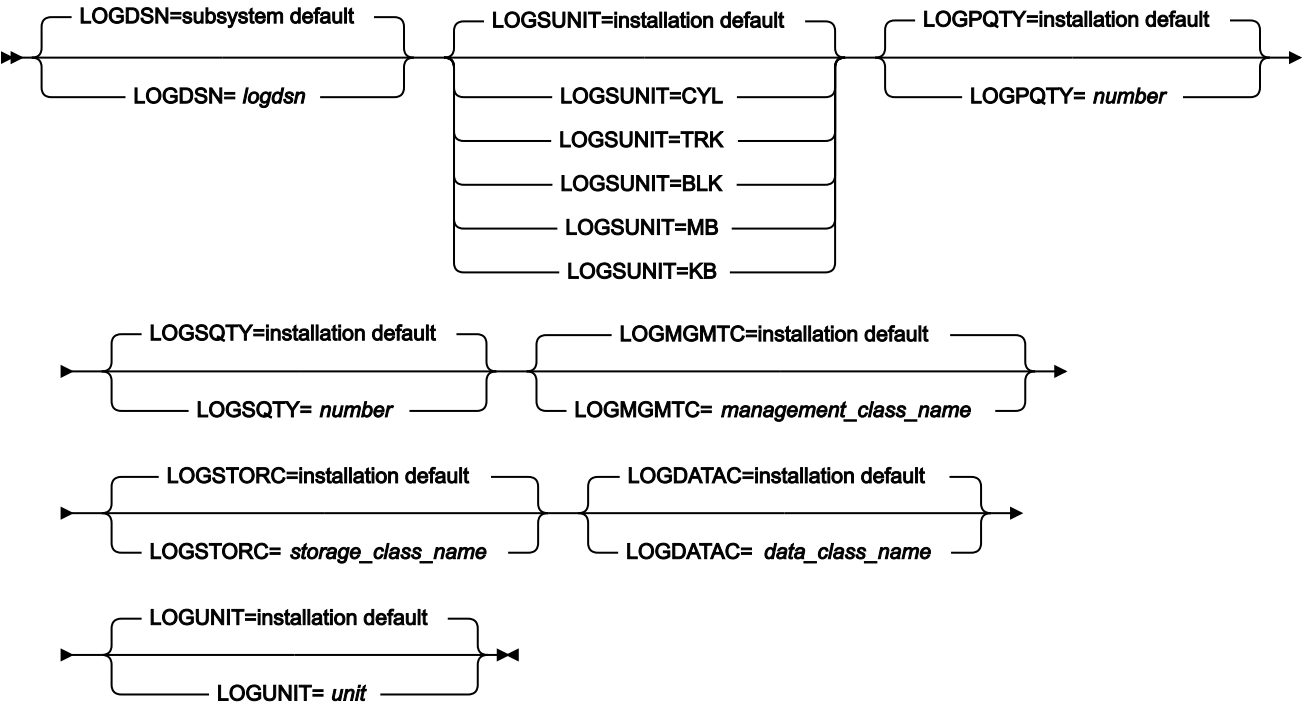 LOGDSN=subsystem default
LOGDSN= logdsn
LOGSUNIT=installation default
LOGSUNIT=CYL
LOGSUNIT=TRK
LOGSUNIT=BLK
LOGSUNIT=MB
LOGSUNIT=KB
LOGPQTY=installation default
LOGPQTY= number
LOGSQTY=installation default
LOGSQTY= number
LOGMGMTC=installation default
LOGMGMTC= management_class_name
LOGSTORC=installation default
LOGSTORC= storage_class_name
LOGDATAC=installation default
LOGDATAC= data_class_name
LOGUNIT=installation default
LOGUNIT= unit